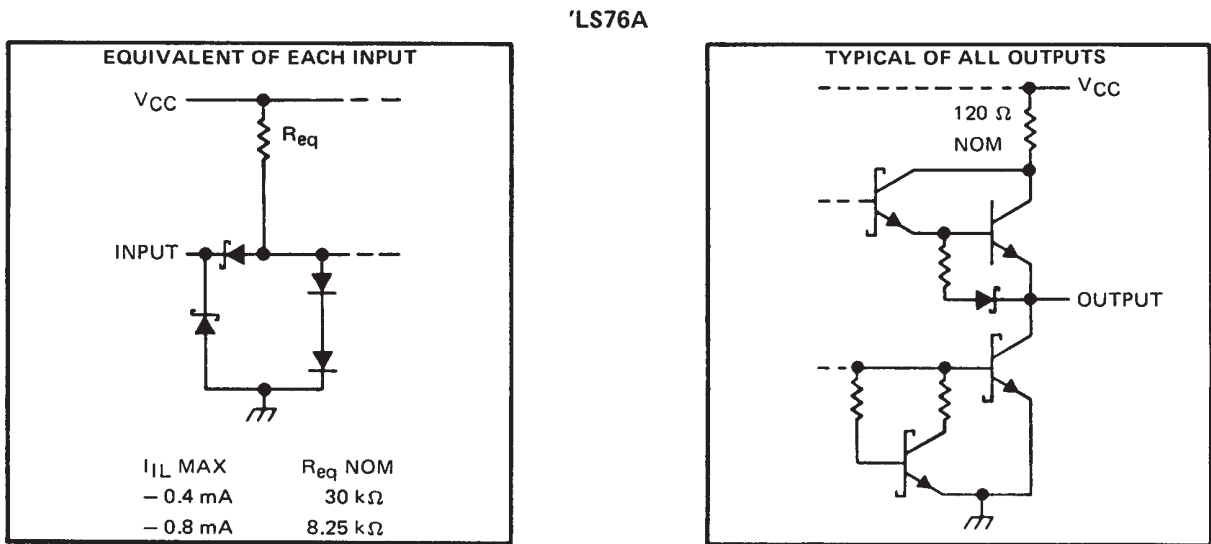 'LS76A
EQUIVALENT OF EACH INPUT
VCC
Req
INPUT
IIL MAX Req NOM
– 0.4 mA 30 kΩ
– 0.8 mA 8.25 kΩ
TYPICAL OF ALL OUTPUTS
VCC
120 Ω
NOM
OUTPUT